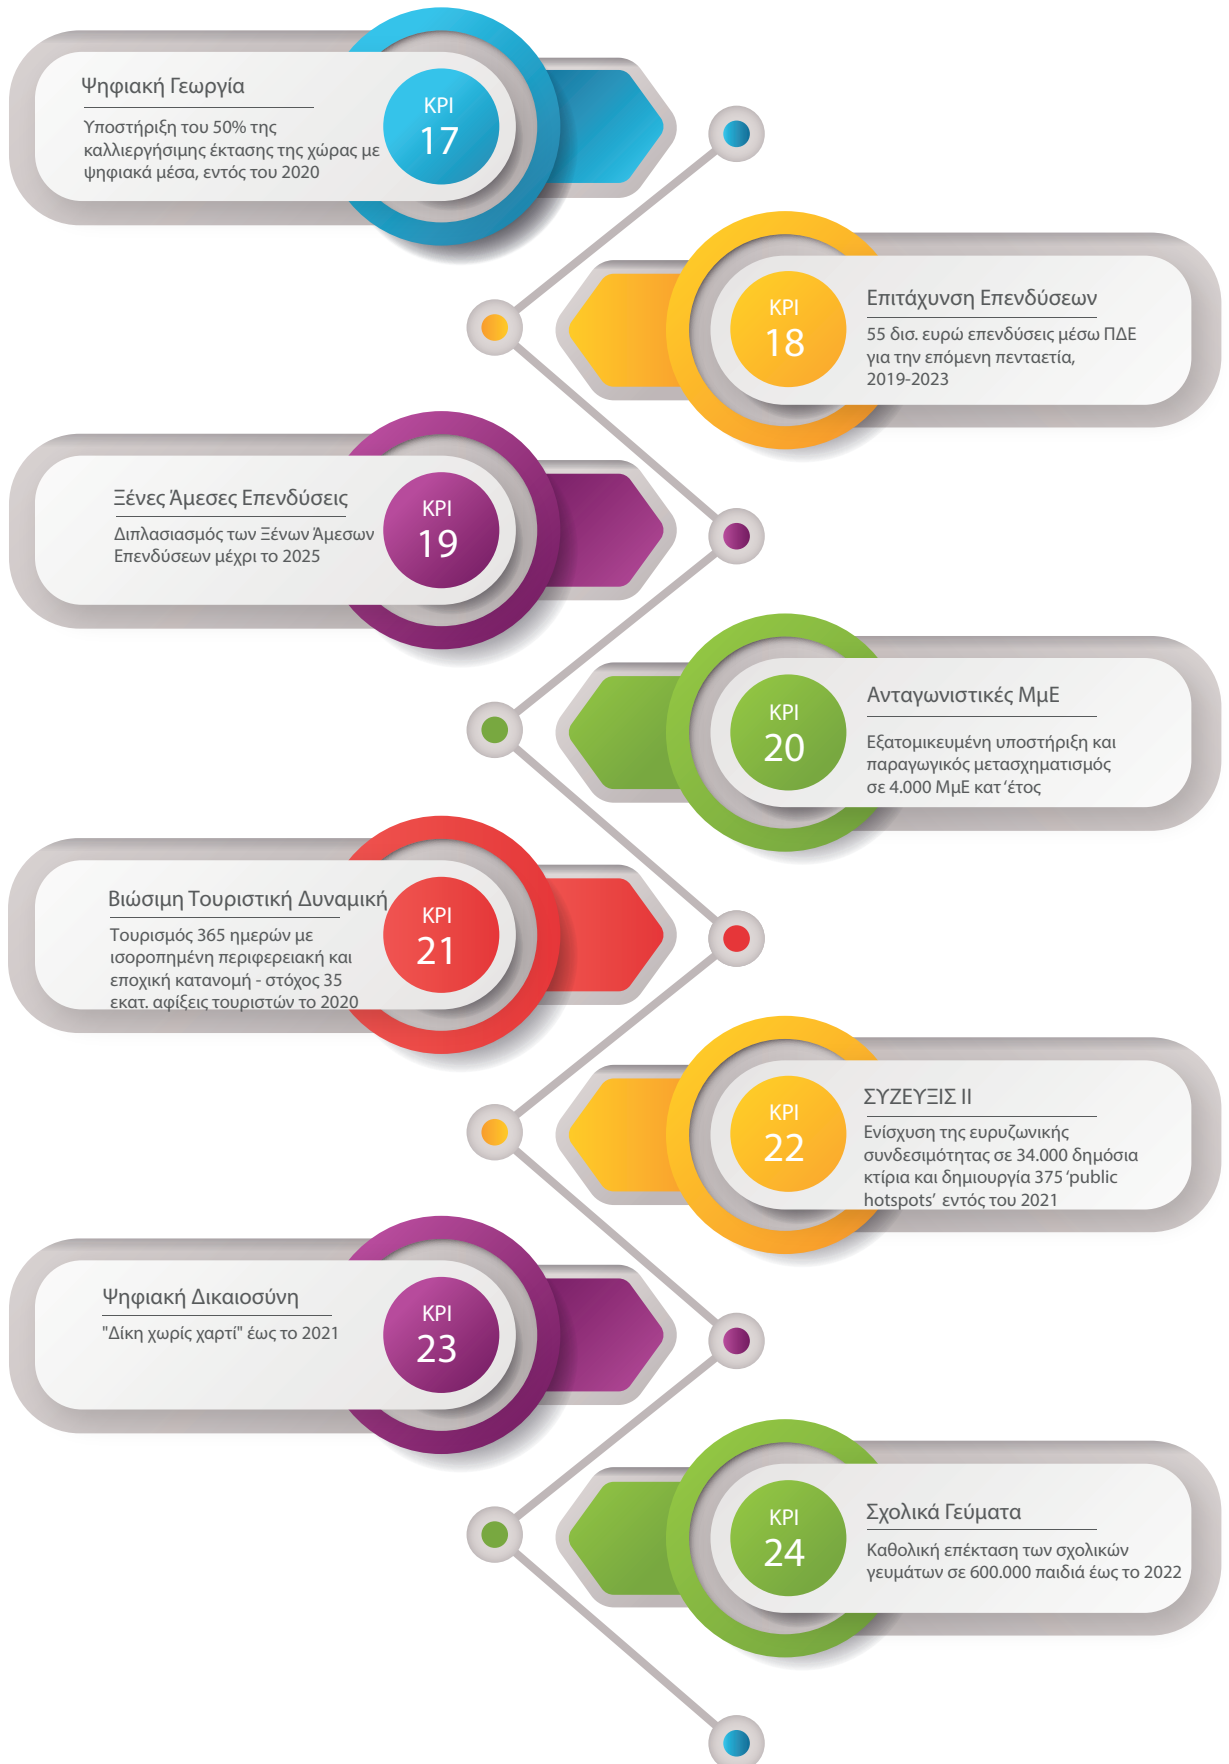 Ψηφιακή Γεωργία
Υποστήριξη του 50% της
καλλιεργήσιμης έκτασης της χώρας με
ψηφιακά μέσα, εντός του 2020
KPI
17
KPI
18
Επιτάχυνση Επενδύσεων
55 δισ. ευρώ επενδύσεις μέσω ΠΔΕ
για την επόμενη πενταετία,
2019-2023
Ξένες Άμεσες Επενδύσεις
Διπλασιασμός των Ξένων Άμεσων
Επενδύσεων μέχρι το 2025
KPI
19
KPI
20
Ανταγωνιστικές ΜμΕ
Εξατομικευμένη υποστήριξη και
παραγωγικός μετασχηματισμός
σε 4.000 ΜμΕ κατ ‘έτος
Βιώσιμη Τουριστική Δυναμική
Τουρισμός 365 ημερών με
ισοροπημένη περιφερειακή και
εποχική κατανομή - στόχος 35
εκατ. αφίξεις τουριστών το 2020
KPI
21
KPI
22
ΣΥΖΕΥΞΙΣ ΙΙ
Ενίσχυση της ευρυζωνικής
συνδεσιμότητας σε 34.000 δημόσια
κτίρια και δημιουργία 375 ‘public
hotspots’ εντός του 2021
Ψηφιακή Δικαιοσύνη
"Δίκη χωρίς χαρτί" έως το 2021
KPI
23
KPI
24
Σχολικά Γεύματα
Καθολική επέκταση των σχολικών
γευμάτων σε 600.000 παιδιά έως το 2022